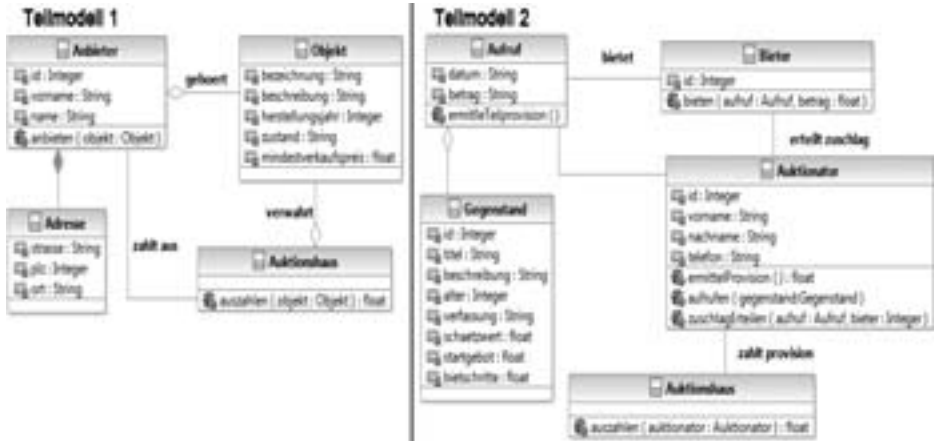 Teilmodell 1
Anbieter
id : Integer
vorname : String
name : String
anbieten ( objekt : Objekt )
gehoert
Objekt
bezeichnung : String
beschreibung : String
herstellungsjahr : Integer
zustand : String
mindestverkaufspreis : float
Adresse
strasse : String
plz : Integer
ort : String
zahlt aus
verwahrt
Auktionshaus
auszahlen ( objekt : Objekt ) : float
Teilmodell 2
Aufruf
datum : String
betrag : String
ermittleTeilprovision ( )
bietet
Bieter
id : Integer
bieten ( aufruf : Aufruf, betrag : float )
erteilt zuschlag
Gegenstand
id : Integer
titel : String
beschreibung : String
alter : Integer
verfassung : String
schaetzwert : float
startgebot : float
bietschritte : float
Auktionator
id : Integer
vorname : String
nachname : String
telefon : String
ermittelProvision ( ) : float
aufrufen ( gegenstand:Gegenstand )
zuschlagErteilen ( aufruf : Aufruf, bieter : Integer )
zahlt provision
Auktionshaus
auszahlen ( auktionator : Auktionator ) : float